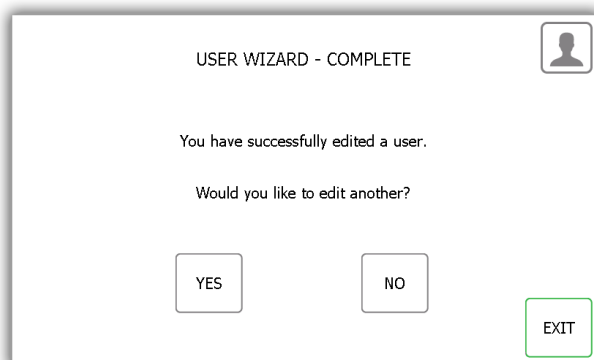 USER WIZARD - COMPLETE
You have successfully edited a user.
Would you like to edit another?
YES
NO
EXIT